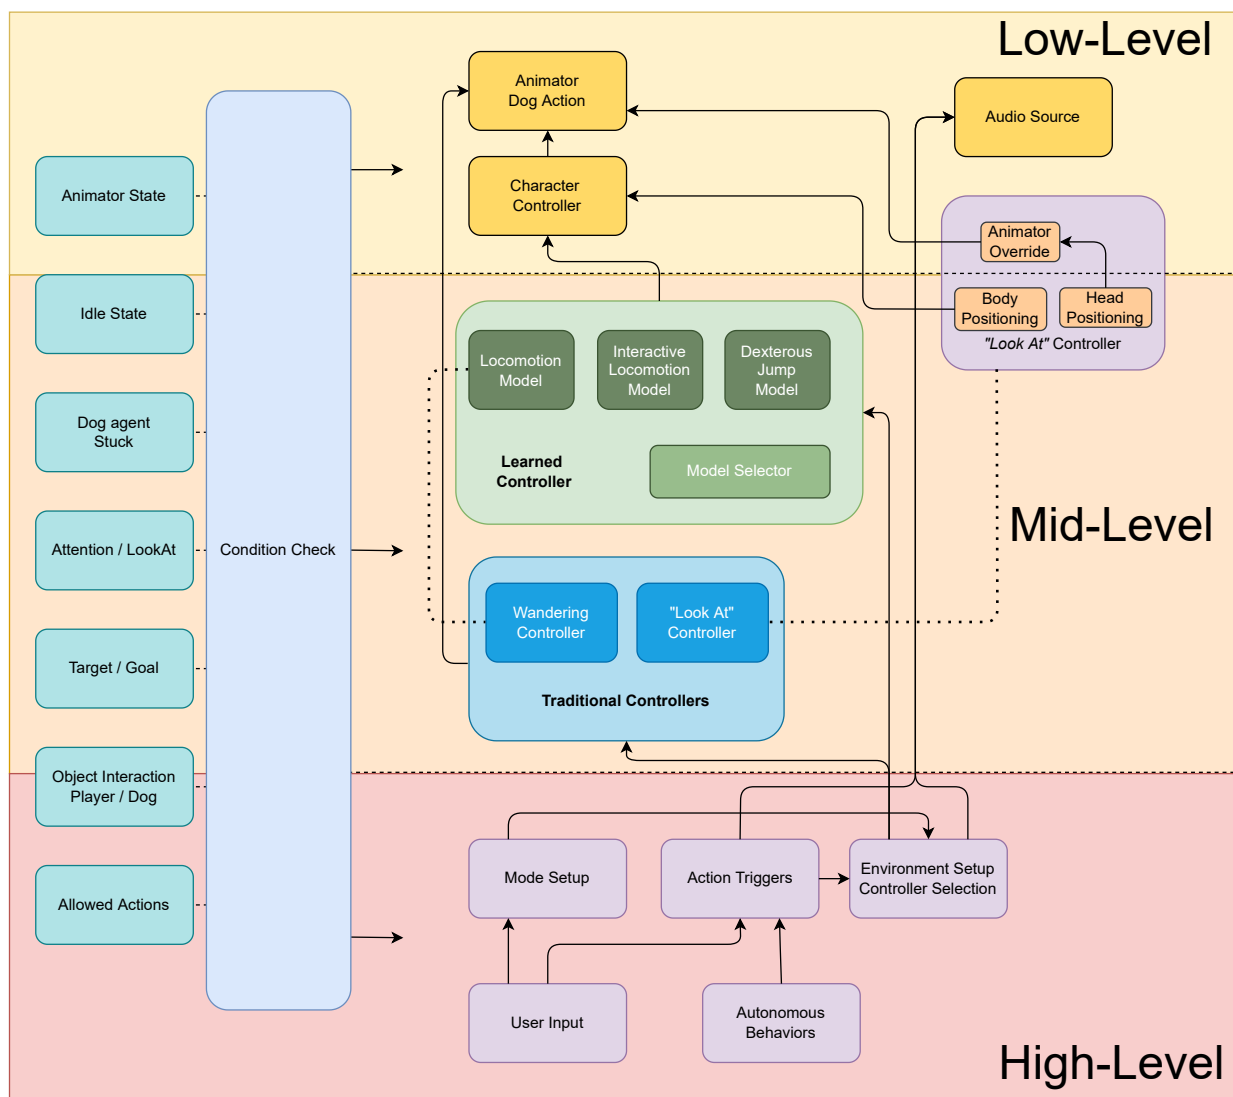 Low-Level
Animator
Dog Action
Audio Source
Animator State
Character
Controller
Animator
Override
Idle State
Body
Positioning
Head
Positioning
"Look At" Controller
Locomotion
Model
Interactive
Locomotion
Model
Dexterous
Jump
Model
Dog agent
Stuck
Learned
Controller
Model Selector
Mid-Level
Attention / LookAt
Condition Check
Wandering
Controller
"Look At"
Controller
Target / Goal
Traditional Controllers
Object Interaction
Player / Dog
Mode Setup
Action Triggers
Environment Setup
Controller Selection
Allowed Actions
User Input
Autonomous
Behaviors
High-Level